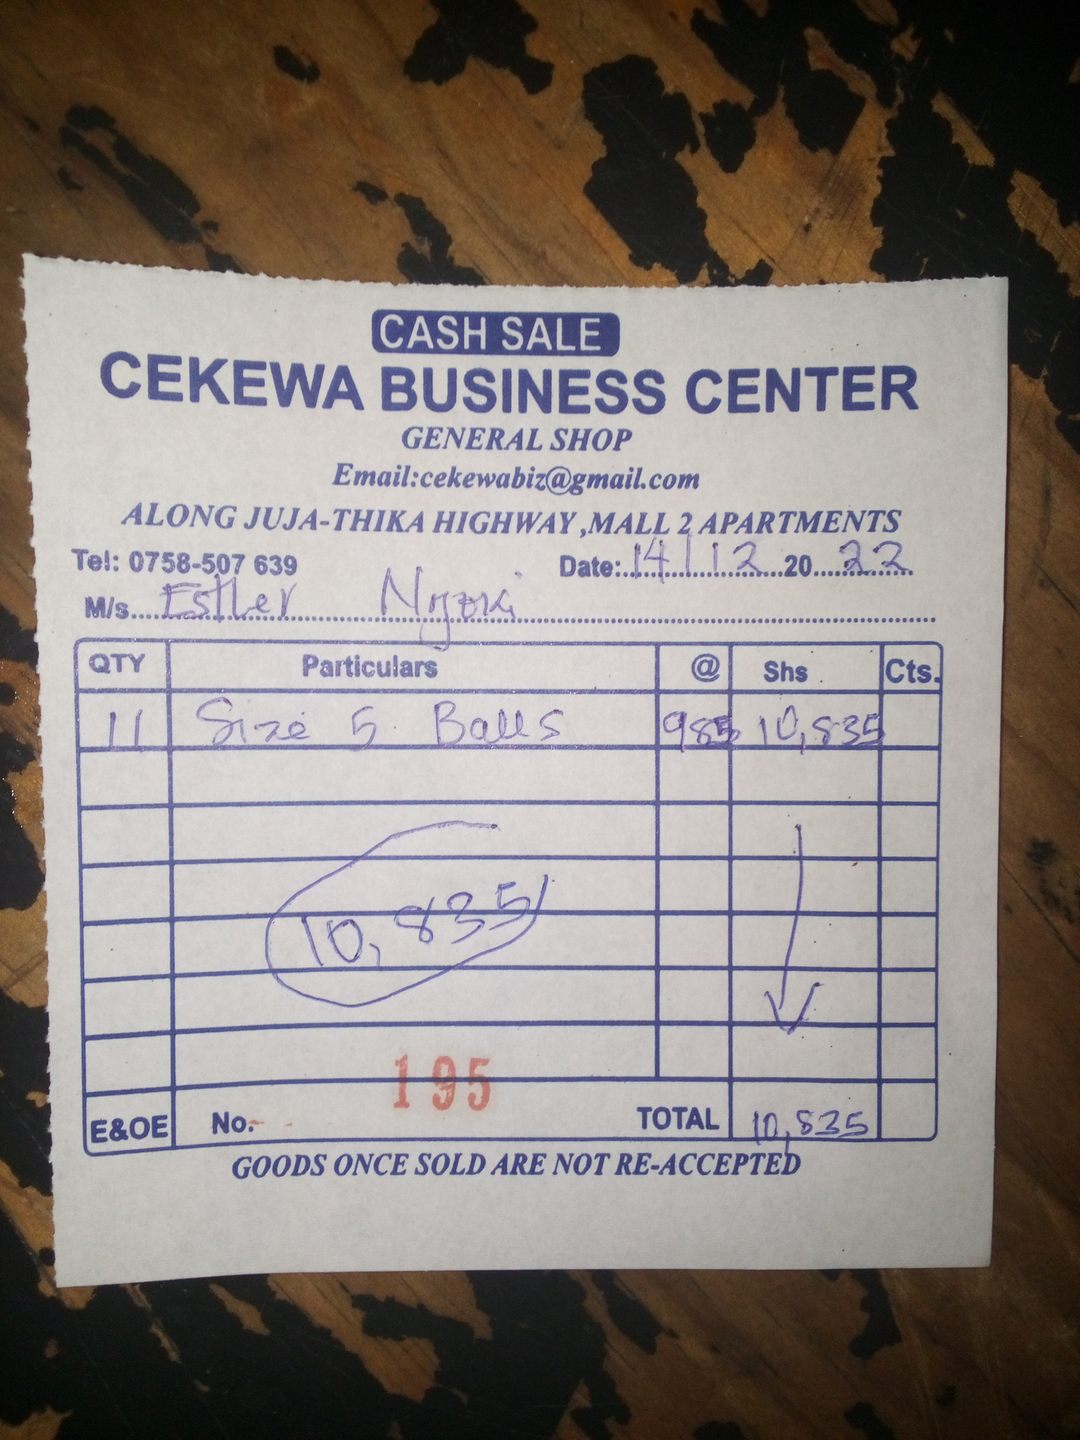 CASH SALE
CEKEWA BUSINESS CENTER
GENERAL SHOP
Email:cekewabiz@gmail.com
ALONG JUJA-THIKA HIGHWAY,MALL 2 APARTMENTS
Tel: 0758-507 639 Date:..14/12..20..22..
M/s....Esther Njoki....
QTY Particulars @ Shs Cts.
11 Size 5 Balls 985 10,835
10,835/
195
E&OE No. TOTAL 10,835
GOODS ONCE SOLD ARE NOT RE-ACCEPTED